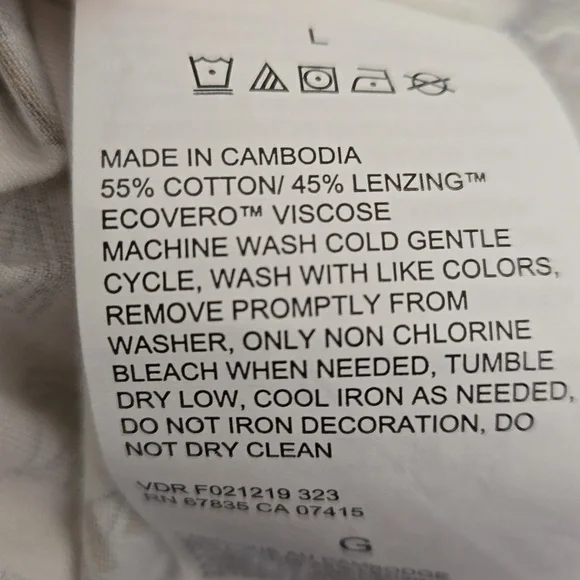 L
MADE IN CAMBODIA
55% COTTON/ 45% LENZING™
ECOVERO™ VISCOSE
MACHINE WASH COLD GENTLE
CYCLE, WASH WITH LIKE COLORS,
REMOVE PROMPTLY FROM
WASHER, ONLY NON CHLORINE
BLEACH WHEN NEEDED, TUMBLE
DRY LOW, COOL IRON AS NEEDED,
DO NOT IRON DECORATION, DO
NOT DRY CLEAN
VDR F021219 323
RN 67835 CA 07415
G